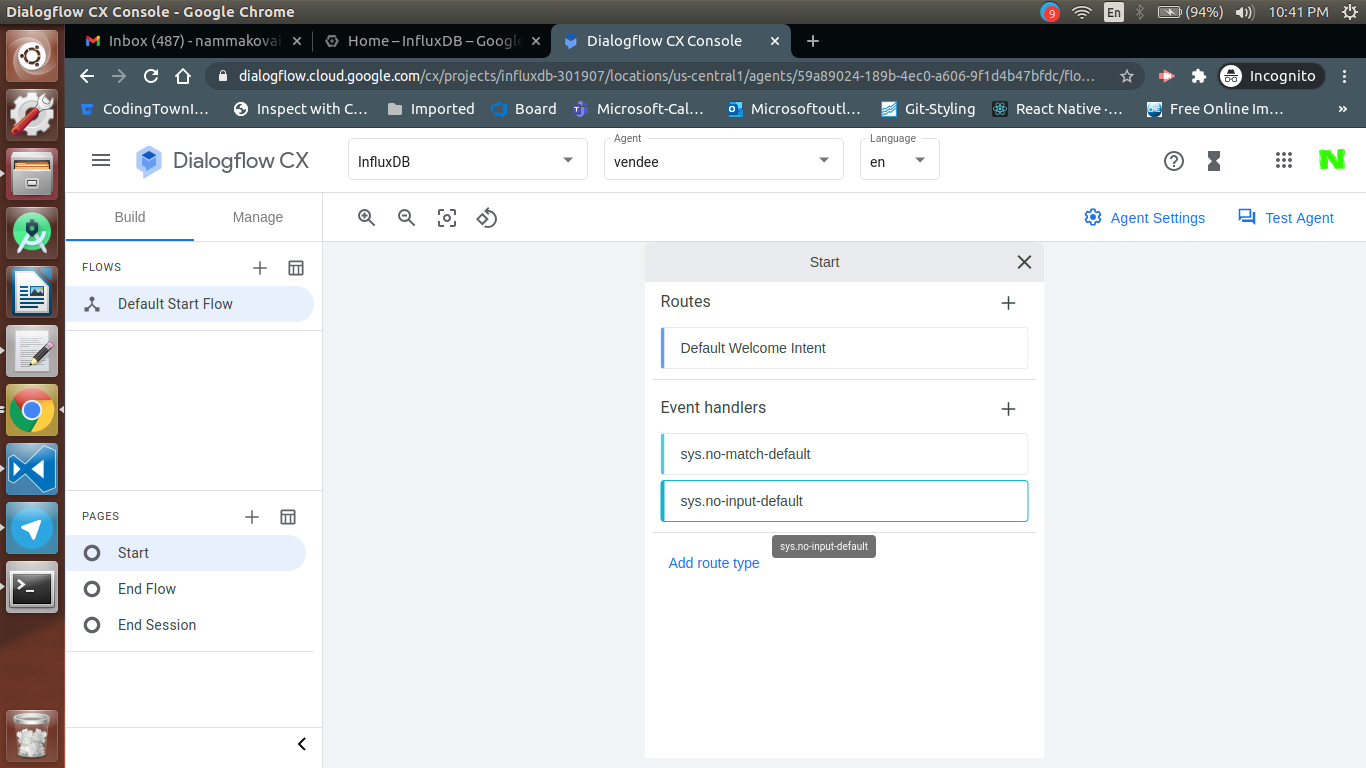 Dialogflow CX Console - Google Chrome
9
En
(94%)
10:41 PM
Inbox (487) - nammakova
Home – InfluxDB – Google
Dialogflow CX Console
dialogflow.cloud.google.com/cx/projects/influxdb-301907/locations/us-central1/agents/59a89024-189b-4ec0-a606-9f1d4b47bfdc/flo...
Incognito
CodingTownI...
Inspect with C...
Imported
Board
Microsoft-Cal...
Microsoftoutl...
Git-Styling
React Native ·...
Free Online Im...
»
Dialogflow CX
InfluxDB
Agent
vendee
Language
en
N
Build
Manage
Agent Settings
Test Agent
FLOWS
Default Start Flow
PAGES
Start
End Flow
End Session
Start
Routes
Default Welcome Intent
Event handlers
sys.no-match-default
sys.no-input-default
sys.no-input-default
Add route type